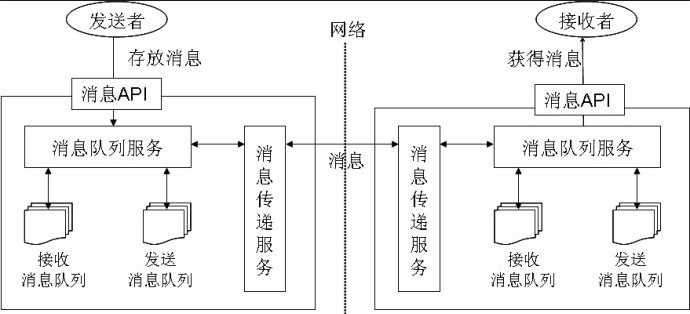 发送者
网络
接收者
存放消息
获得消息
消息API
消息API
消息队列服务
消息传递服务
消息
消息传递服务
消息队列服务
接收
消息队列
发送
消息队列
接收
消息队列
发送
消息队列